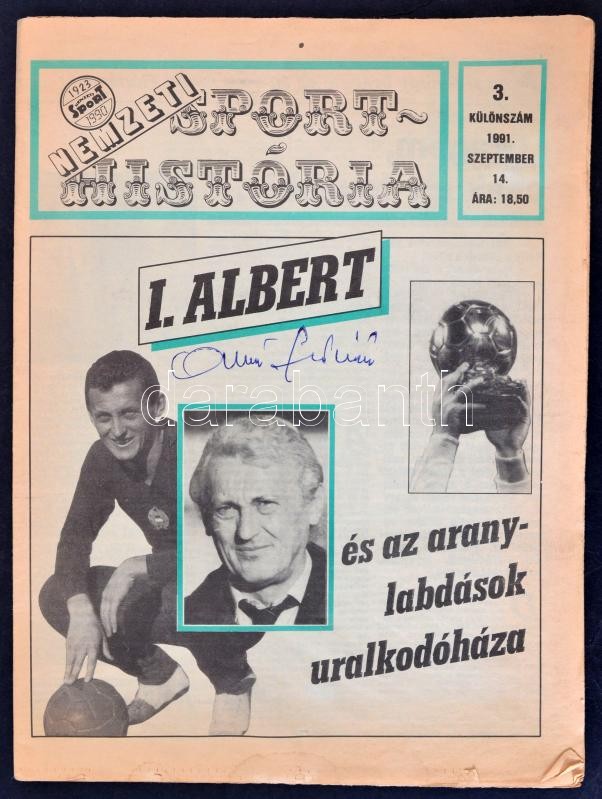 1923
SPORT
1990
NEMZETI
SPORT-
HISTÓRIA
3.
KÜLÖNSZÁM
1991.
SZEPTEMBER
14.
ÁRA: 18,50
I. ALBERT
darabanth
és az arany-
labdások
uralkodóháza